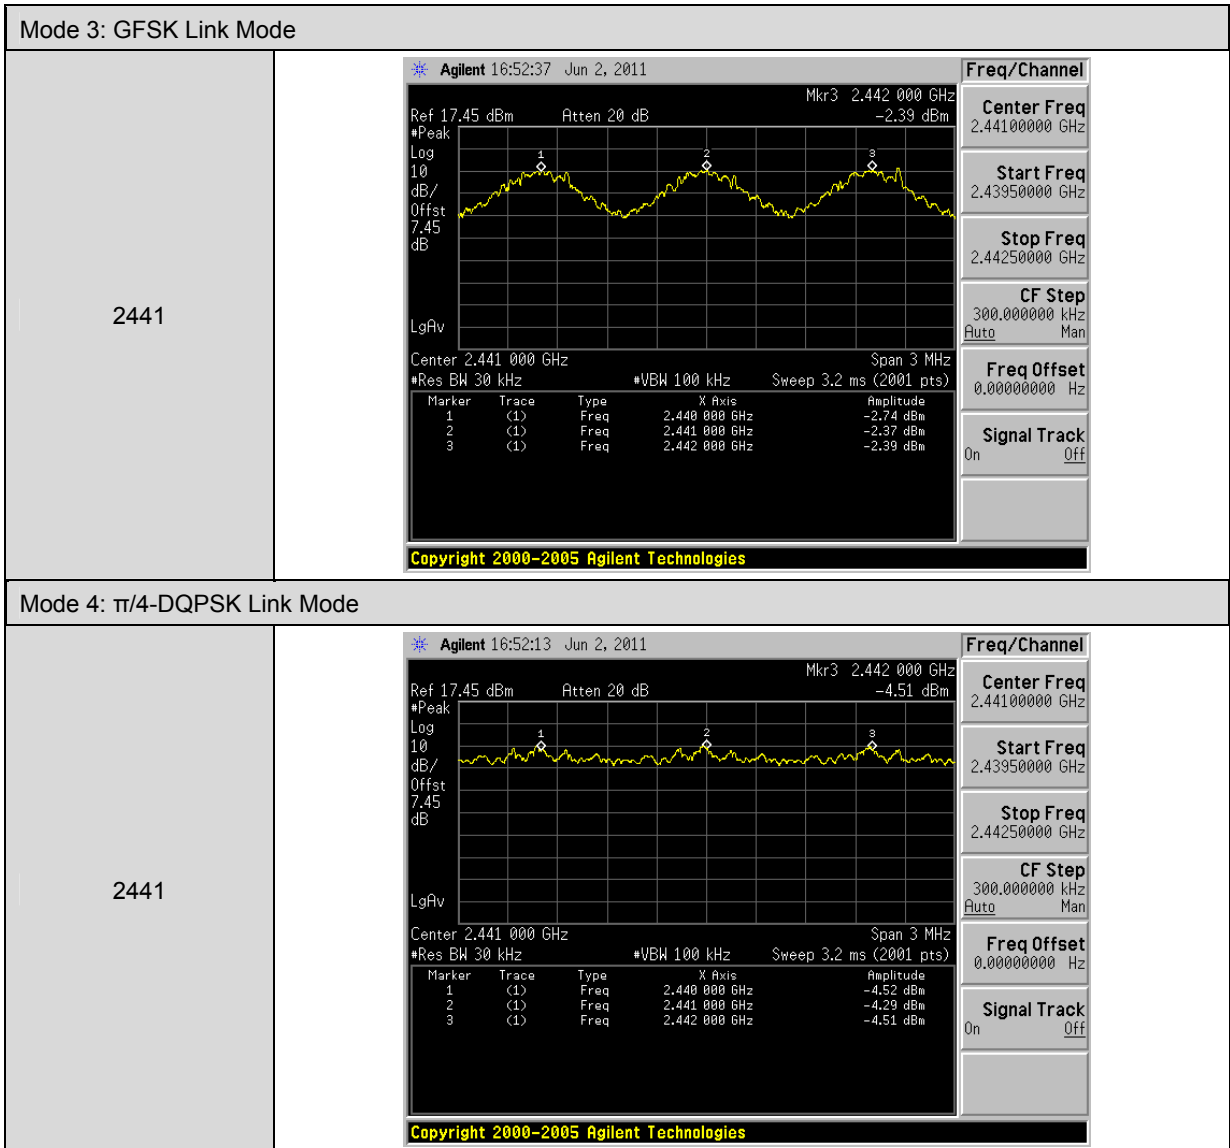 Mode 3: GFSK Link Mode
2441
Agilent 16:52:37 Jun 2, 2011
Freq/Channel
Mkr3 2.442 000 GHz
Ref 17.45 dBm Atten 20 dB -2.39 dBm
#Peak
Log
10
dB/
Offst
7.45
dB
LgAv
1
2
3
Center 2.441 000 GHz Span 3 MHz
#Res BW 30 kHz #VBW 100 kHz Sweep 3.2 ms (2001 pts)
Marker Trace Type X Axis Amplitude
1 (1) Freq 2.440 000 GHz -2.74 dBm
2 (1) Freq 2.441 000 GHz -2.37 dBm
3 (1) Freq 2.442 000 GHz -2.39 dBm
Center Freq
2.44100000 GHz
Start Freq
2.43950000 GHz
Stop Freq
2.44250000 GHz
CF Step
300.000000 kHz
Auto Man
Freq Offset
0.00000000 Hz
Signal Track
On Off
Copyright 2000-2005 Agilent Technologies
Mode 4: π/4-DQPSK Link Mode
2441
Agilent 16:52:13 Jun 2, 2011
Freq/Channel
Mkr3 2.442 000 GHz
Ref 17.45 dBm Atten 20 dB -4.51 dBm
#Peak
Log
10
dB/
Offst
7.45
dB
LgAv
1
2
3
Center 2.441 000 GHz Span 3 MHz
#Res BW 30 kHz #VBW 100 kHz Sweep 3.2 ms (2001 pts)
Marker Trace Type X Axis Amplitude
1 (1) Freq 2.440 000 GHz -4.52 dBm
2 (1) Freq 2.441 000 GHz -4.29 dBm
3 (1) Freq 2.442 000 GHz -4.51 dBm
Center Freq
2.44100000 GHz
Start Freq
2.43950000 GHz
Stop Freq
2.44250000 GHz
CF Step
300.000000 kHz
Auto Man
Freq Offset
0.00000000 Hz
Signal Track
On Off
Copyright 2000-2005 Agilent Technologies